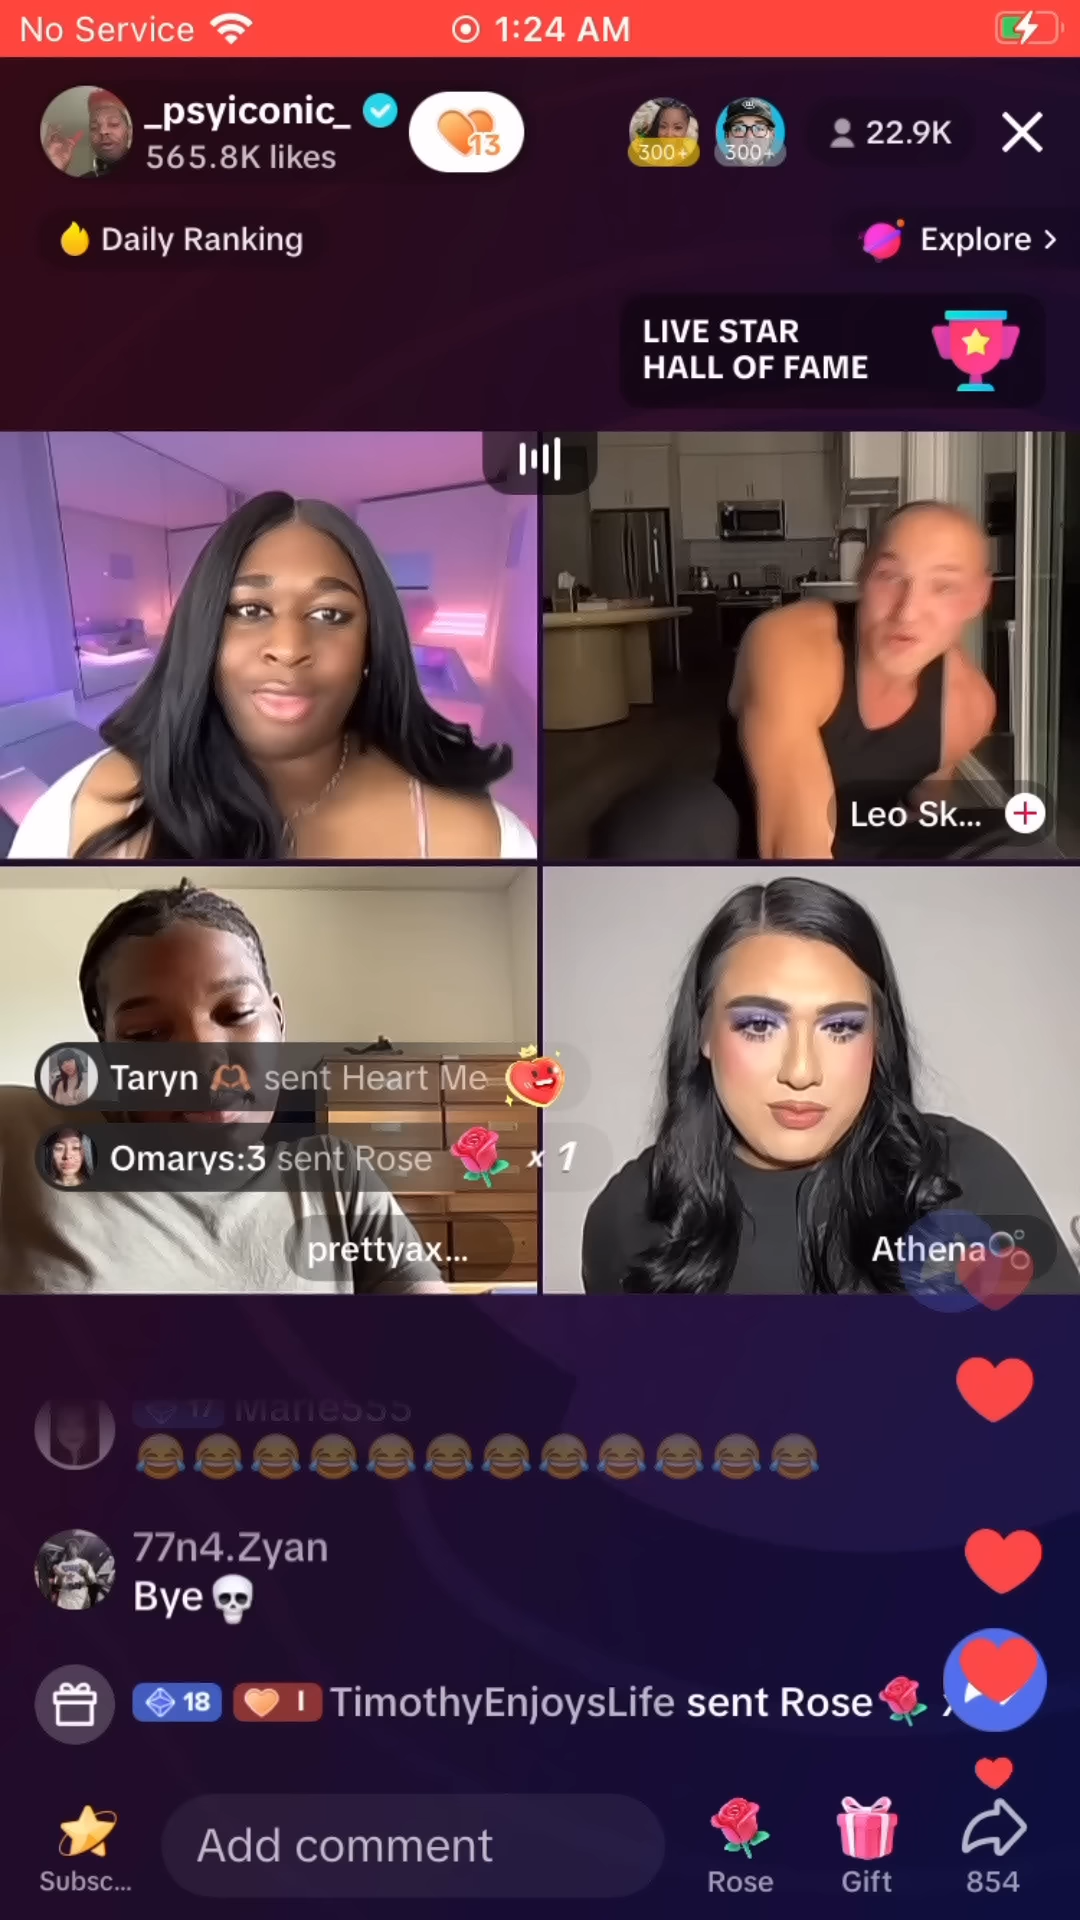 No Service 1:24 AM
_psyiconic_
13
565.8K likes
300+
300+
22.9K
Daily Ranking
Explore >
LIVE STAR
HALL OF FAME
Leo Sk...
Taryn 🫶🏾 sent Heart Me
Omarys:3 sent Rose x 1
prettyax...
Athena
17 Marie555
😂😂😂😂😂😂😂😂😂😂😂😂
77n4.Zyan
Bye💀
18 I TimothyEnjoysLife sent Rose
Subsc...
Add comment
Rose
Gift
854